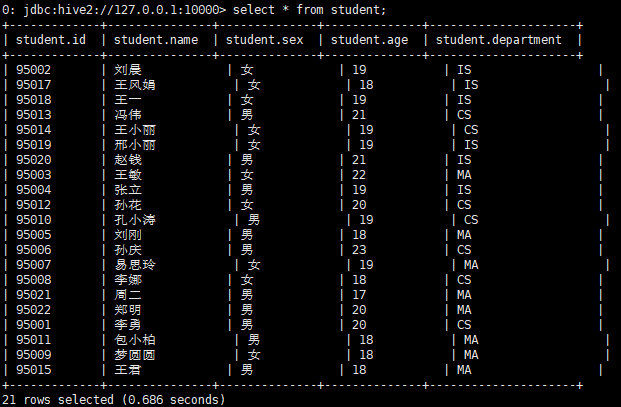 0: jdbc:hive2://127.0.0.1:10000> select * from student;
+-------------+---------------+--------------+--------------+---------------------+
| student.id | student.name | student.sex | student.age | student.department |
+-------------+---------------+--------------+--------------+---------------------+
| 95002 | 刘晨 | 女 | 19 | IS |
| 95017 | 王风娟 | 女 | 18 | IS |
| 95018 | 王一 | 女 | 19 | IS |
| 95013 | 冯伟 | 男 | 21 | CS |
| 95014 | 王小丽 | 女 | 19 | CS |
| 95019 | 邢小丽 | 女 | 19 | IS |
| 95020 | 赵钱 | 男 | 21 | IS |
| 95003 | 王敏 | 女 | 22 | MA |
| 95004 | 张立 | 男 | 19 | IS |
| 95012 | 孙花 | 女 | 20 | CS |
| 95010 | 孔小涛 | 男 | 19 | CS |
| 95005 | 刘刚 | 男 | 18 | MA |
| 95006 | 孙庆 | 男 | 23 | CS |
| 95007 | 易思玲 | 女 | 19 | MA |
| 95008 | 李娜 | 女 | 18 | CS |
| 95021 | 周二 | 男 | 17 | MA |
| 95022 | 郑明 | 男 | 20 | MA |
| 95001 | 李勇 | 男 | 20 | CS |
| 95011 | 包小柏 | 男 | 18 | MA |
| 95009 | 梦圆圆 | 女 | 18 | MA |
| 95015 | 王君 | 男 | 18 | MA |
+-------------+---------------+--------------+--------------+---------------------+
21 rows selected (0.686 seconds)